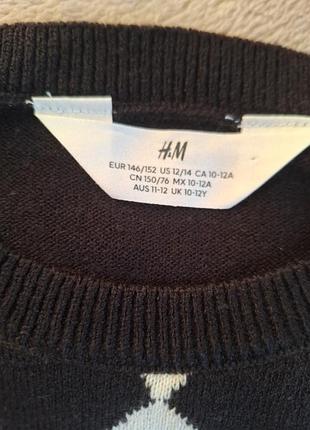 H&M
EUR 146/152 US 12/14 CA 10-12A
CN 150/76 MX 10-12A
AUS 11-12 UK 10-12Y